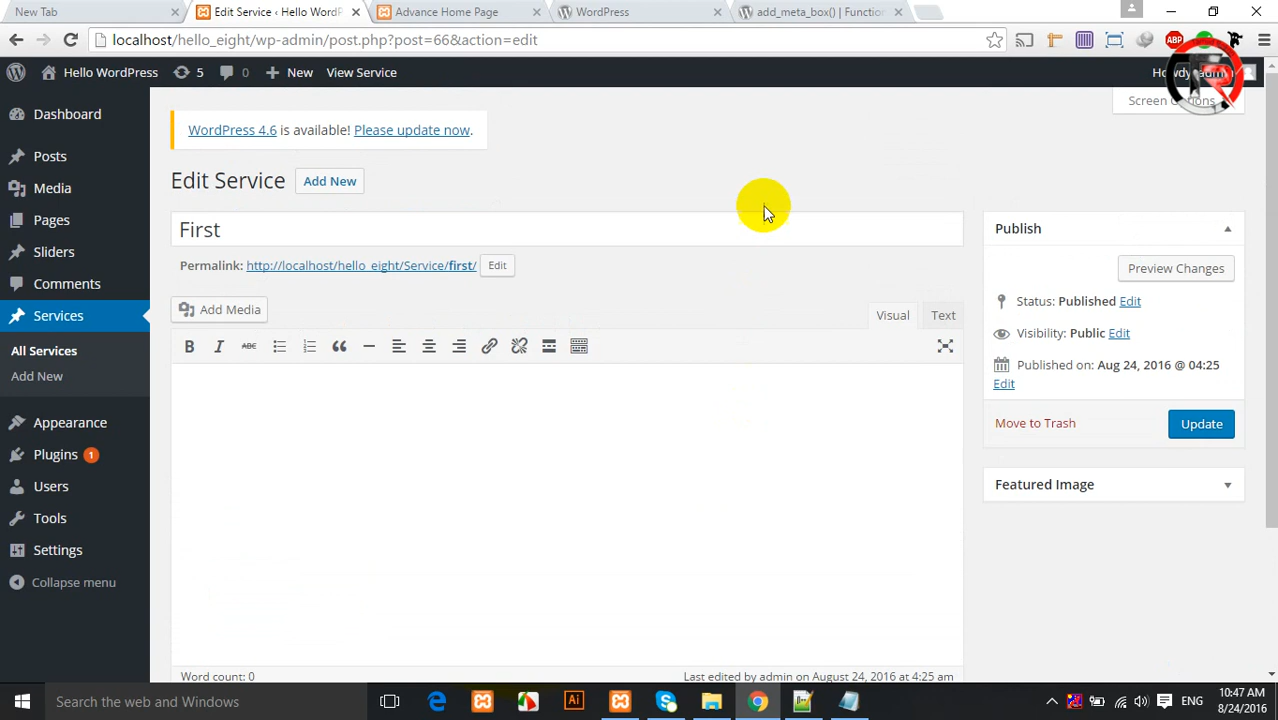 New Tab
Edit Service ‹ Hello WordP
Advance Home Page
WordPress
add_meta_box() | Function
localhost/hello_eight/wp-admin/post.php?post=66&action=edit
ABP
Hello WordPress
5
0
New
View Service
Howdy, admin
Screen Options
WordPress 4.6 is available! Please update now.
Edit Service
Add New
First
Permalink: http://localhost/hello_eight/Service/first/
Edit
Add Media
Visual
Text
B
I
ABC
Word count: 0
Last edited by admin on August 24, 2016 at 4:25 am
Dashboard
Posts
Media
Pages
Sliders
Comments
Services
All Services
Add New
Appearance
Plugins 1
Users
Tools
Settings
Collapse menu
Publish
Preview Changes
Status: Published Edit
Visibility: Public Edit
Published on: Aug 24, 2016 @ 04:25
Edit
Move to Trash
Update
Featured Image
Search the web and Windows
Ai
ENG
10:47 AM
8/24/2016